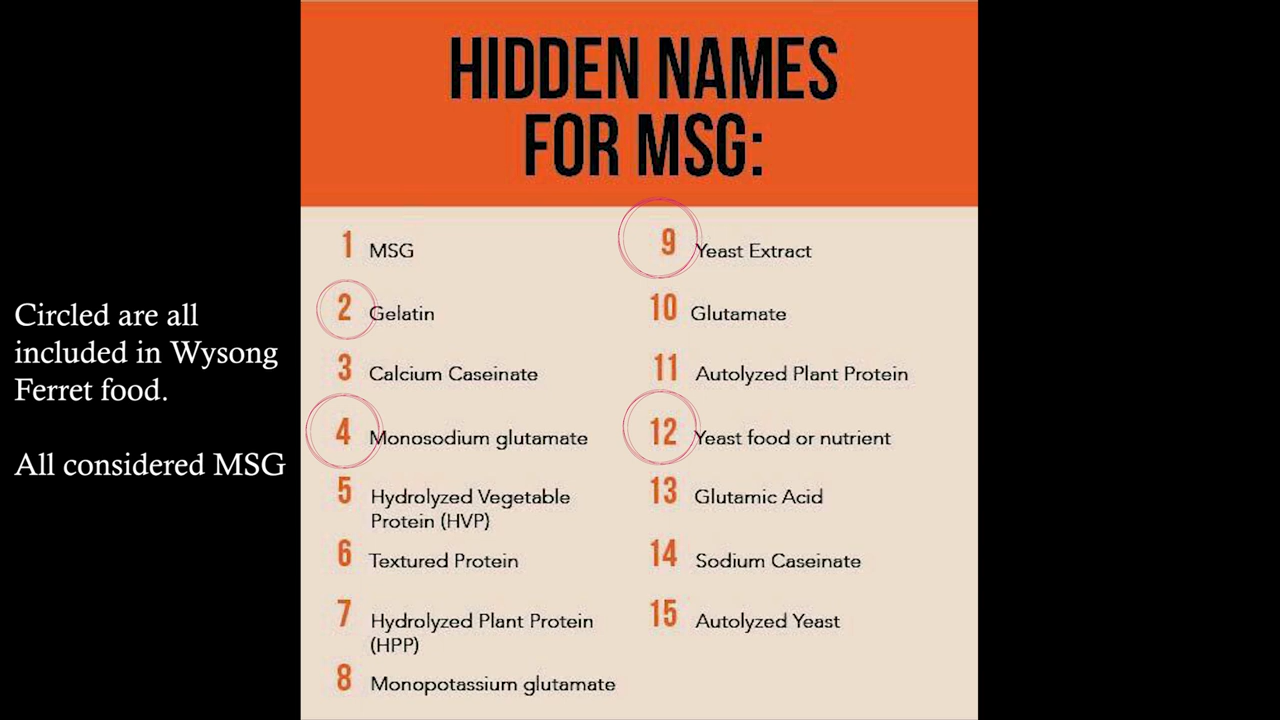 HIDDEN NAMES
FOR MSG:
Circled are all
included in Wysong
Ferret food.
All considered MSG
1 MSG
2 Gelatin
3 Calcium Caseinate
4 Monosodium glutamate
5 Hydrolyzed Vegetable
Protein (HVP)
6 Textured Protein
7 Hydrolyzed Plant Protein
(HPP)
8 Monopotassium glutamate
9 Yeast Extract
10 Glutamate
11 Autolyzed Plant Protein
12 Yeast food or nutrient
13 Glutamic Acid
14 Sodium Caseinate
15 Autolyzed Yeast